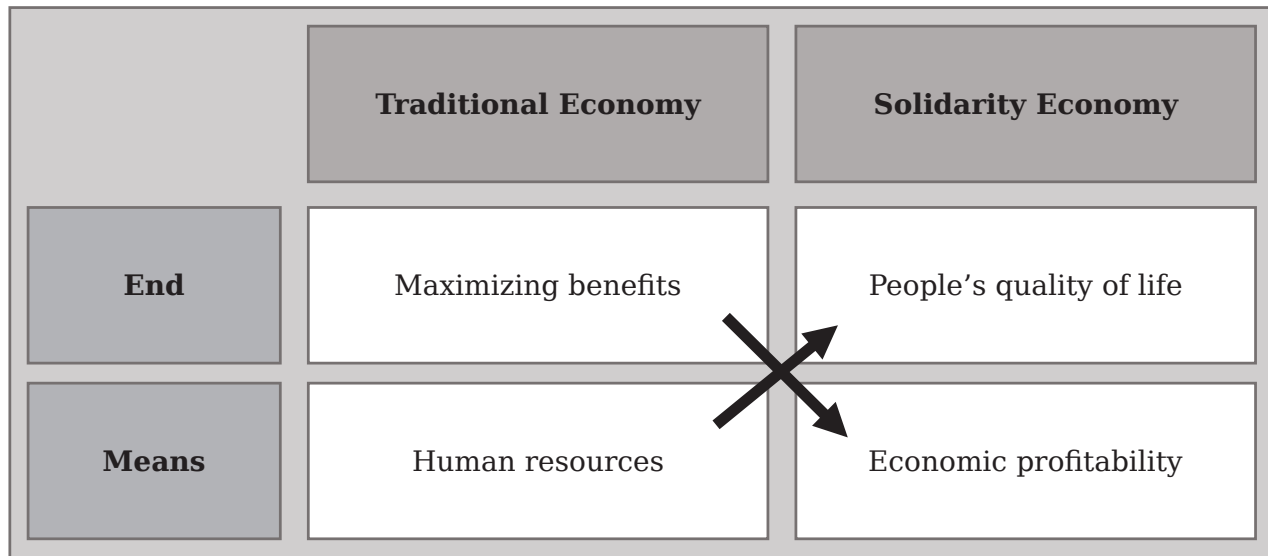 Traditional Economy
Solidarity Economy
End
Maximizing benefits
People’s quality of life
Means
Human resources
Economic profitability